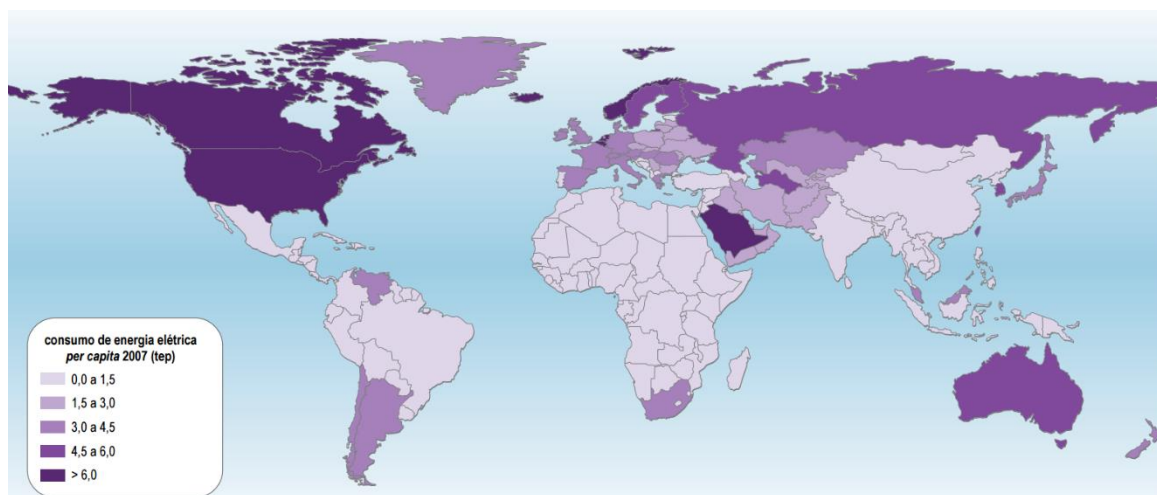 consumo de energia elétrica
per capita 2007 (tep)
0,0 a 1,5
1,5 a 3,0
3,0 a 4,5
4,5 a 6,0
> 6,0